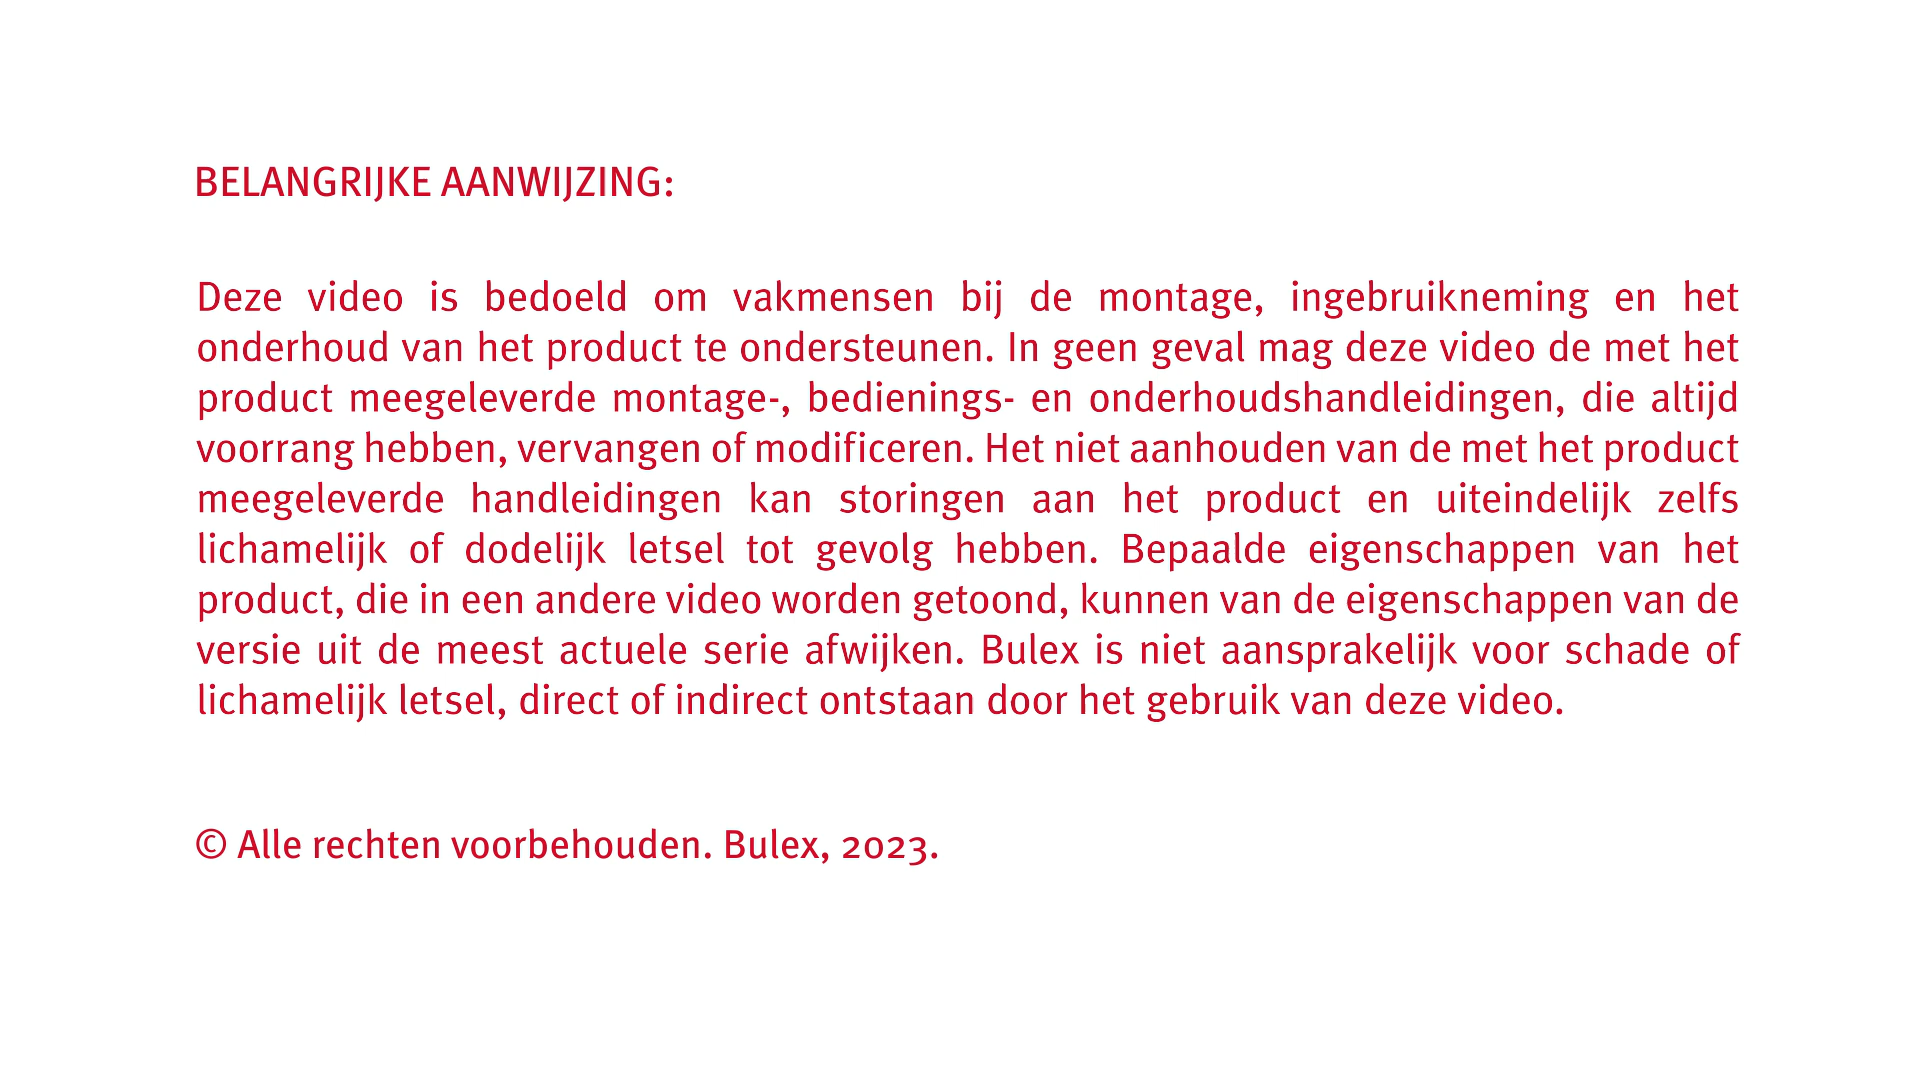 BELANGRIJKE AANWIJZING:
Deze video is bedoeld om vakmensen bij de montage, ingebruikneming en het
onderhoud van het product te ondersteunen. In geen geval mag deze video de met het
product meegeleverde montage-, bedienings- en onderhoudshandleidingen, die altijd
voorrang hebben, vervangen of modificeren. Het niet aanhouden van de met het product
meegeleverde handleidingen kan storingen aan het product en uiteindelijk zelfs
lichamelijk of dodelijk letsel tot gevolg hebben. Bepaalde eigenschappen van het
product, die in een andere video worden getoond, kunnen van de eigenschappen van de
versie uit de meest actuele serie afwijken. Bulex is niet aansprakelijk voor schade of
lichamelijk letsel, direct of indirect ontstaan door het gebruik van deze video.
© Alle rechten voorbehouden. Bulex, 2023.